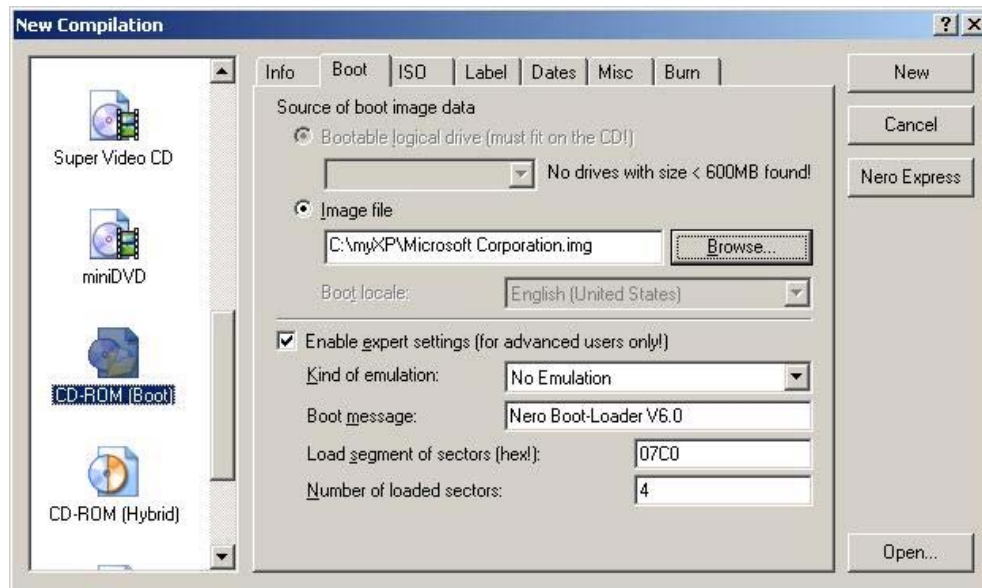 New Compilation
Super Video CD
miniDVD
CD-ROM (Boot)
CD-ROM (Hybrid)
Info Boot ISO Label Dates Misc Burn
Source of boot image data
Bootable logical drive (must fit on the CD!)
No drives with size < 600MB found!
Image file
C:\myXP\Microsoft Corporation.img Browse...
Boot locale: English (United States)
Enable expert settings (for advanced users only!)
Kind of emulation: No Emulation
Boot message: Nero Boot-Loader V6.0
Load segment of sectors (hex!): 07C0
Number of loaded sectors: 4
New
Cancel
Nero Express
Open...